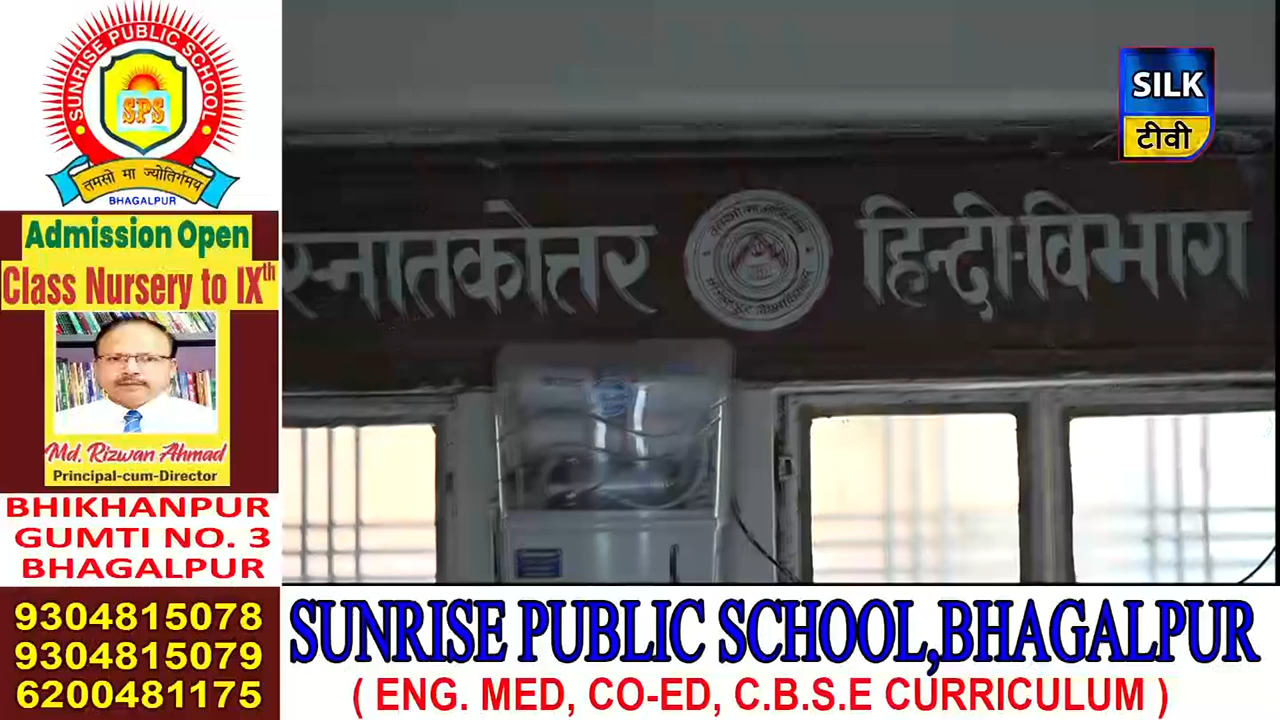 SUNRISE PUBLIC SCHOOL
SPS
तमसो मा ज्योतिर्गमय
BHAGALPUR
Admission Open
Class Nursery to IXth
Md. Rizwan Ahmad
Principal-cum-Director
BHIKHANPUR
GUMTI NO. 3
BHAGALPUR
9304815078
9304815079
6200481175
SILK
टीवी
स्नातकोत्तर हिन्दी-विभाग
SUNRISE PUBLIC SCHOOL,BHAGALPUR
( ENG. MED, CO-ED, C.B.S.E CURRICULUM )